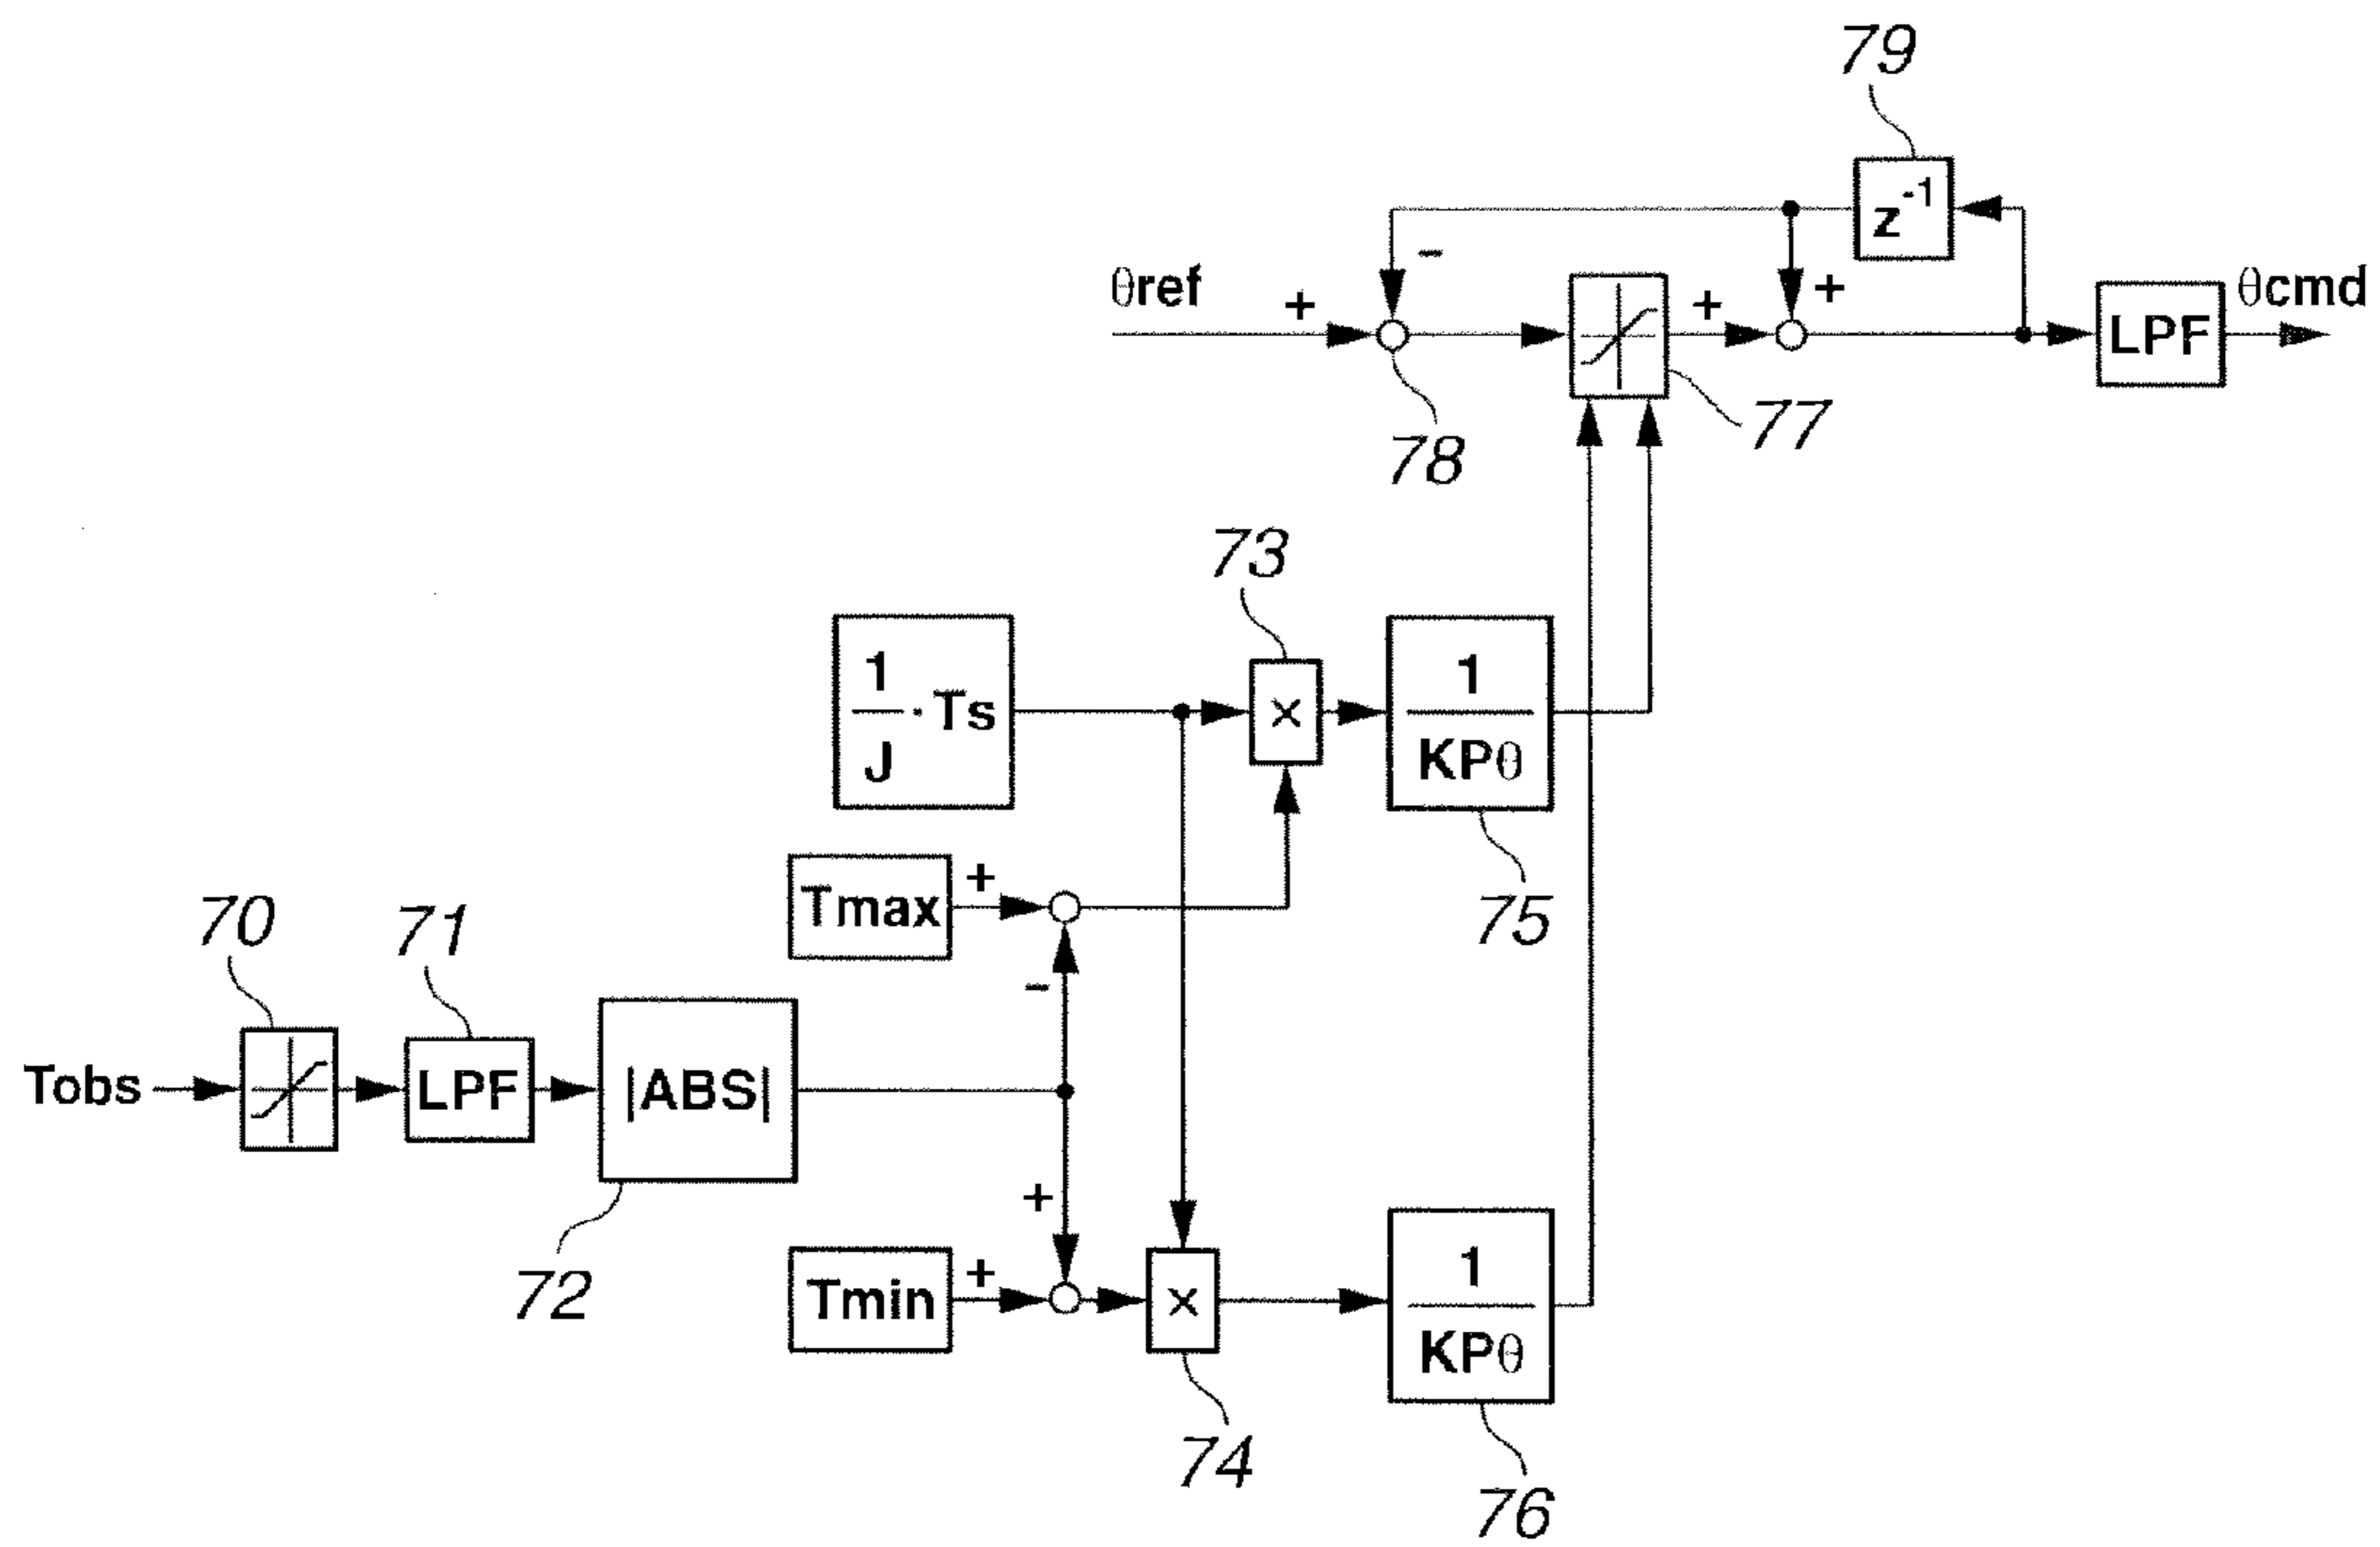 79
z⁻¹
-
θref
+
+
+
LPF
θcmd
77
78
73
1
J
· Ts
×
1
KPθ
Tmax
+
75
70
71
-
Tobs
LPF
|ABS|
+
72
Tmin
+
×
1
KPθ
74
76